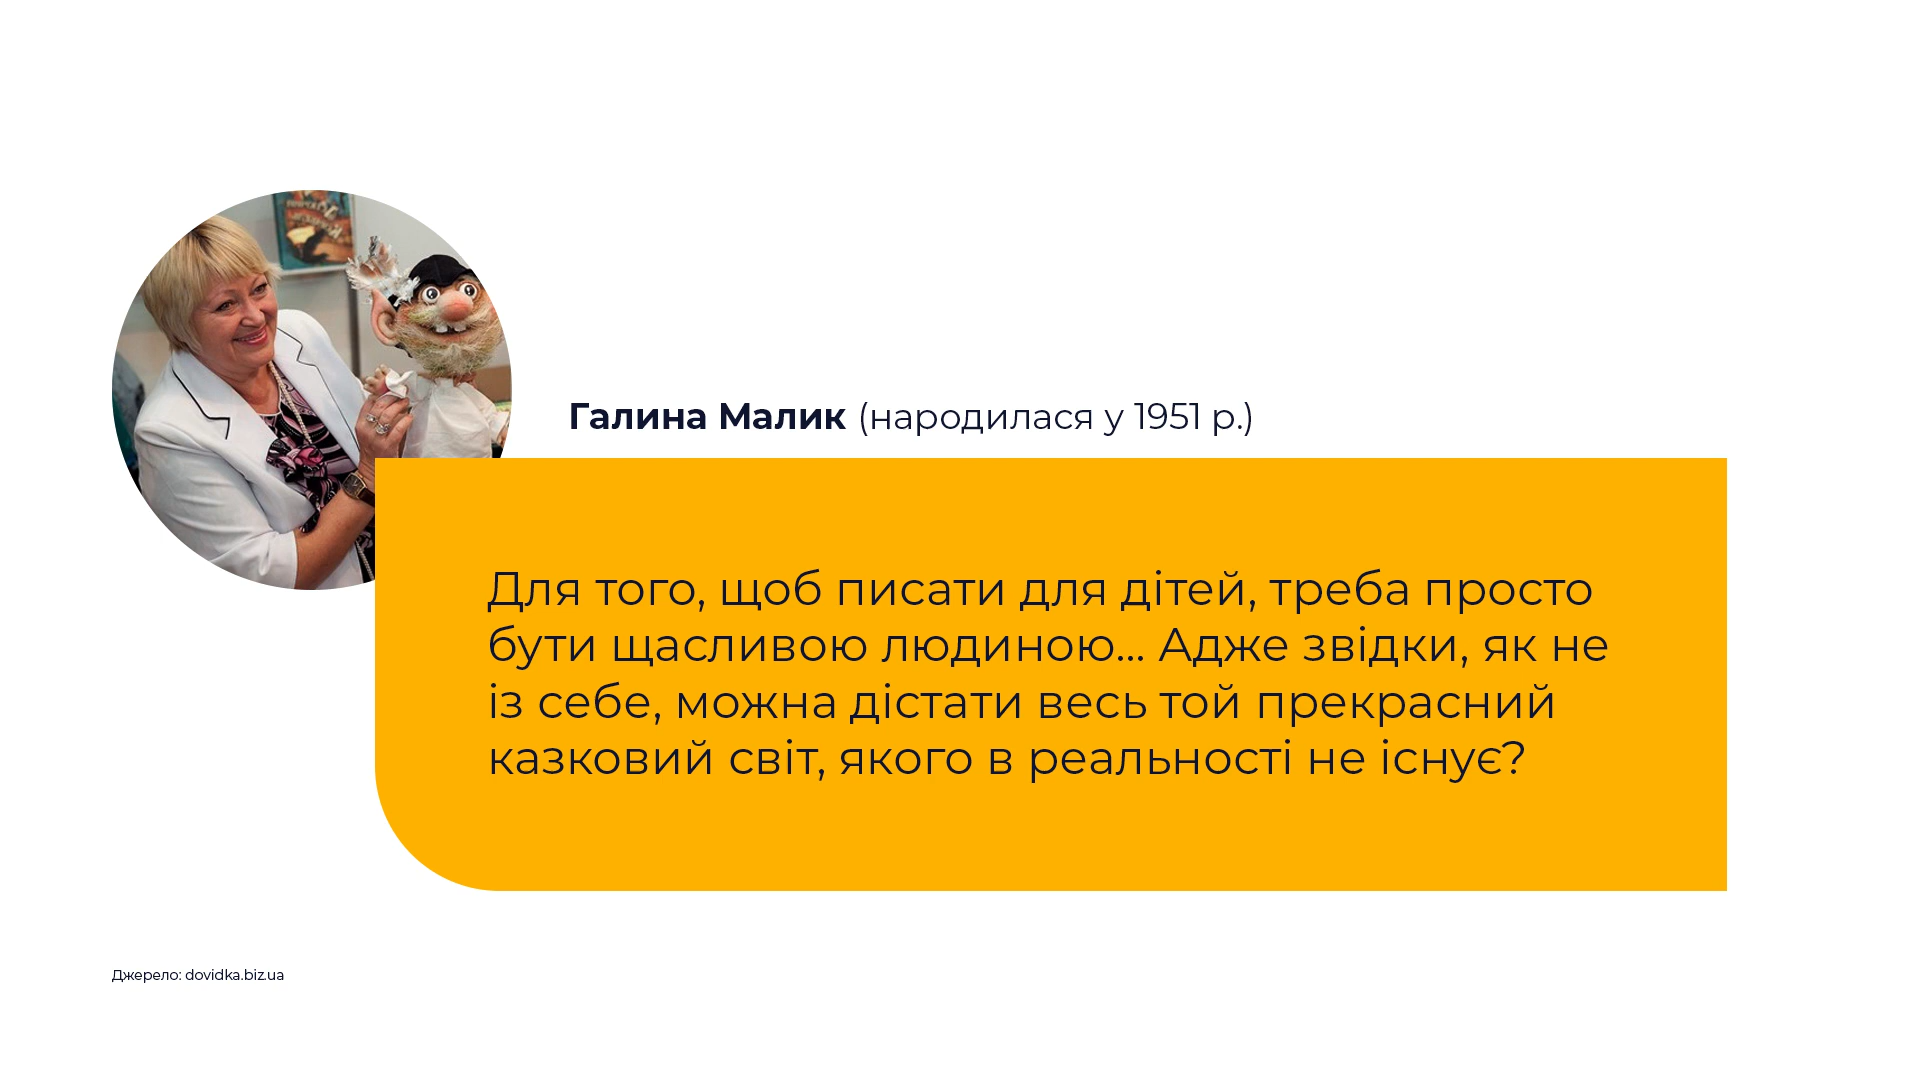 Галина Малик (народилася у 1951 р.)
Для того, щоб писати для дітей, треба просто
бути щасливою людиною... Адже звідки, як не
із себе, можна дістати весь той прекрасний
казковий світ, якого в реальності не існує?
Джерело: dovidka.biz.ua